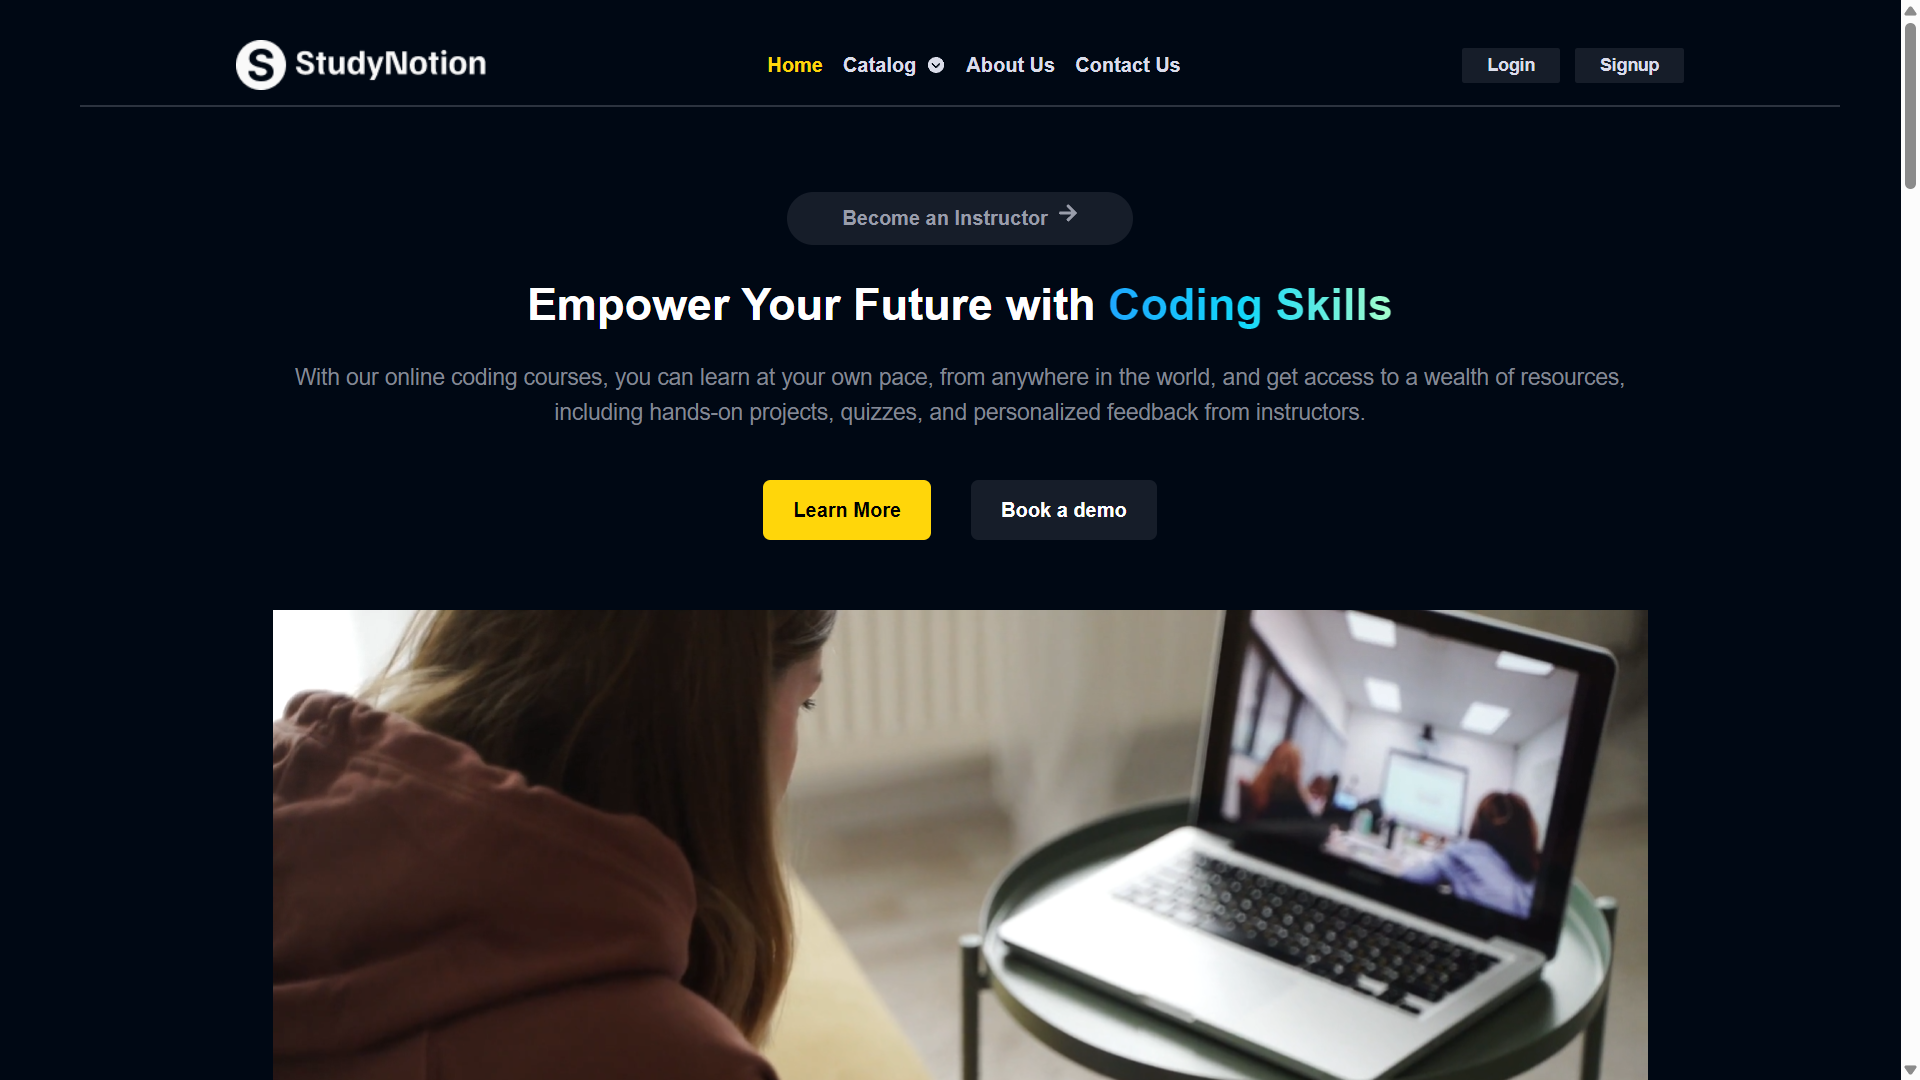 StudyNotion
Home Catalog About Us Contact Us
Login Signup
Become an Instructor
Empower Your Future with Coding Skills
With our online coding courses, you can learn at your own pace, from anywhere in the world, and get access to a wealth of resources,
including hands-on projects, quizzes, and personalized feedback from instructors.
Learn More Book a demo